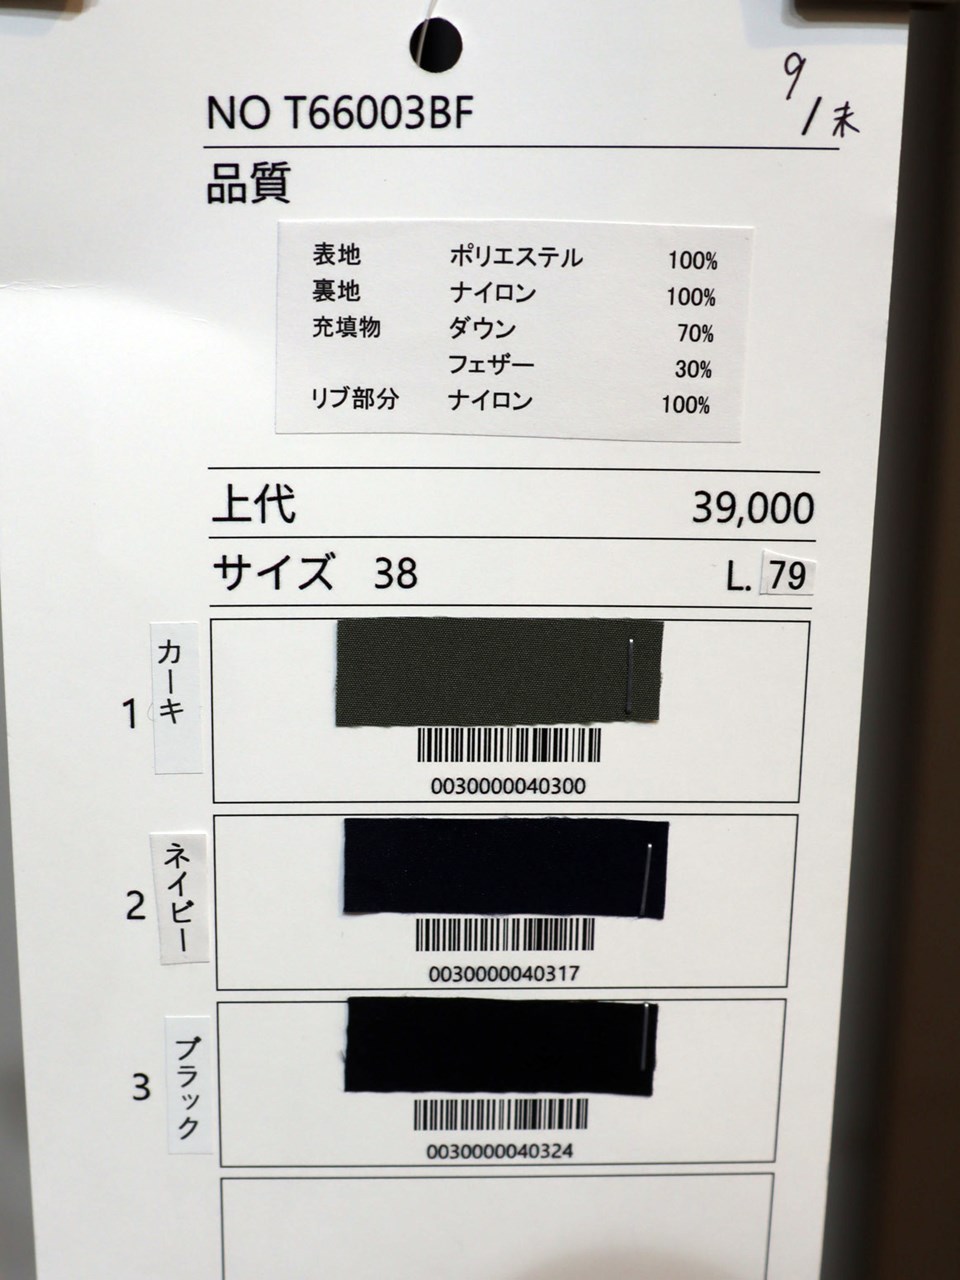 NO T66003BF
9/末
品質
表地 ポリエステル 100%
裏地 ナイロン 100%
充填物 ダウン 70%
フェザー 30%
リブ部分 ナイロン 100%
上代 39,000
サイズ 38 L. 79
1 カーキ
0030000040300
2 ネイビー
0030000040317
3 ブラック
0030000040324